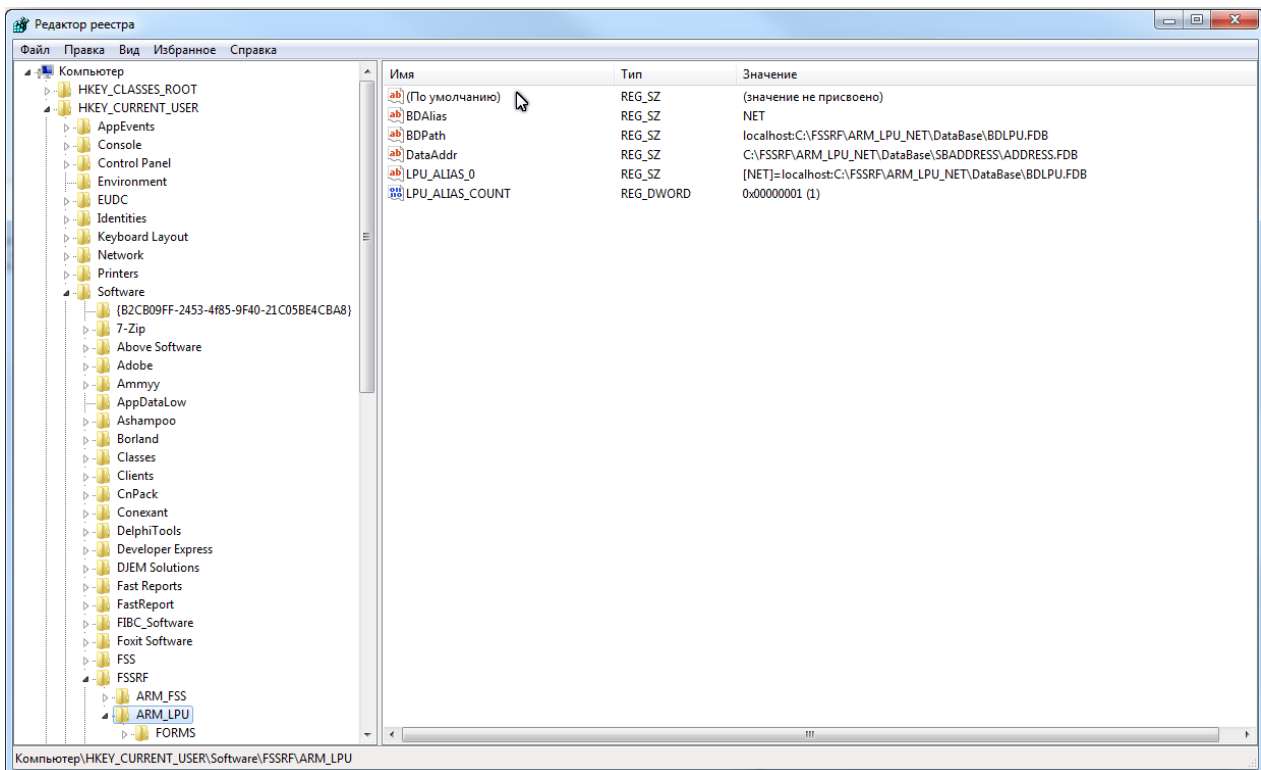 Редактор реестра
Файл Правка Вид Избранное Справка
Компьютер
HKEY_CLASSES_ROOT
HKEY_CURRENT_USER
AppEvents
Console
Control Panel
Environment
EUDC
Identities
Keyboard Layout
Network
Printers
Software
{B2CB09FF-2453-4f85-9F40-21C05BE4CBA8}
7-Zip
Above Software
Adobe
Ammyy
AppDataLow
Ashampoo
Borland
Classes
Clients
CnPack
Conexant
DelphiTools
Developer Express
DJEM Solutions
Fast Reports
FastReport
FIBC_Software
Foxit Software
FSS
FSSRF
ARM_FSS
ARM_LPU
FORMS
Имя Тип Значение
(По умолчанию) REG_SZ (значение не присвоено)
BDAlias REG_SZ NET
BDPath REG_SZ localhost:C:\FSSRF\ARM_LPU_NET\DataBase\BDLPU.FDB
DataAddr REG_SZ C:\FSSRF\ARM_LPU_NET\DataBase\SBADDRESS\ADDRESS.FDB
LPU_ALIAS_0 REG_SZ [NET]=localhost:C:\FSSRF\ARM_LPU_NET\DataBase\BDLPU.FDB
LPU_ALIAS_COUNT REG_DWORD 0x00000001 (1)
Компьютер\HKEY_CURRENT_USER\Software\FSSRF\ARM_LPU